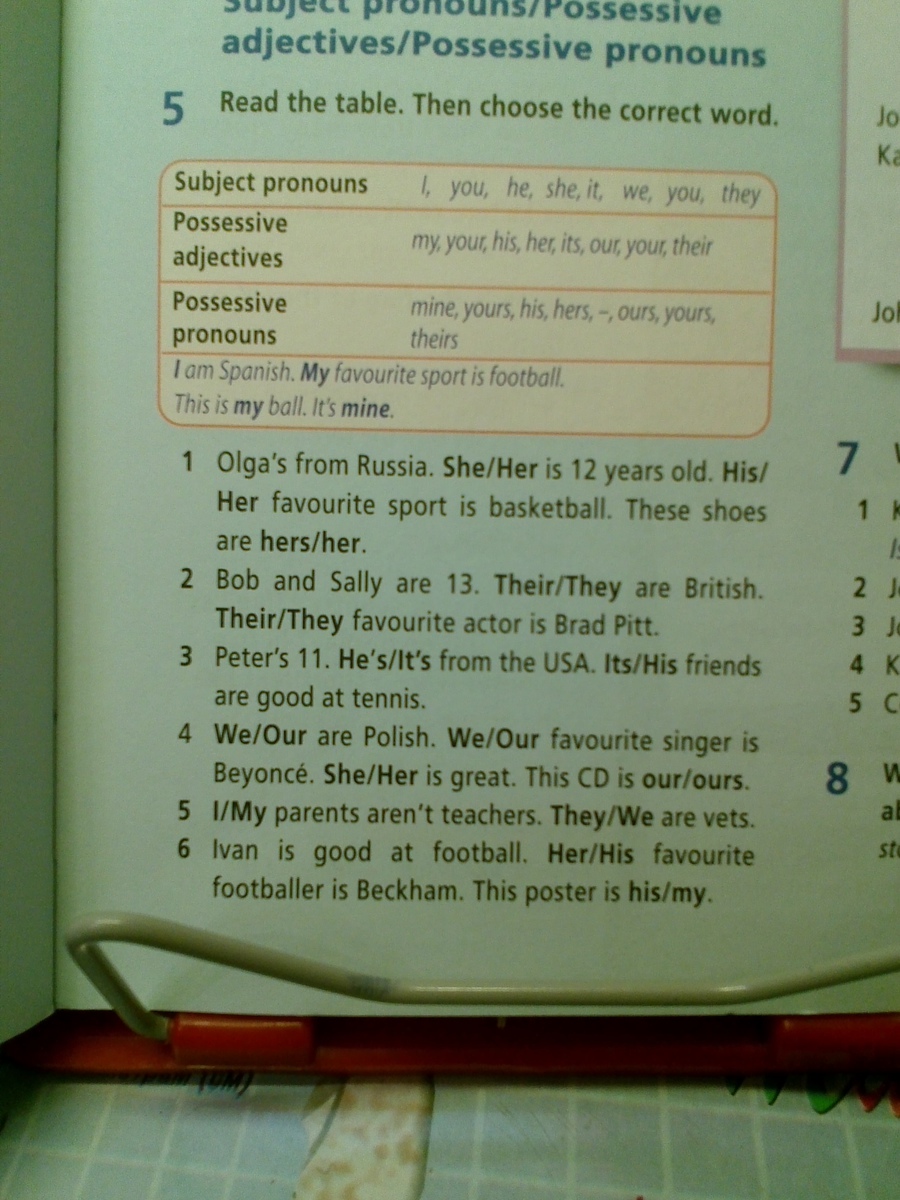 Subject pronouns/Possessive
adjectives/Possessive pronouns
5 Read the table. Then choose the correct word.
Subject pronouns I, you, he, she, it, we, you, they
Possessive
adjectives
my, your, his, her, its, our, your, their
Possessive
pronouns
mine, yours, his, hers, –, ours, yours,
theirs
I am Spanish. My favourite sport is football.
This is my ball. It's mine.
1 Olga's from Russia. She/Her is 12 years old. His/
Her favourite sport is basketball. These shoes
are hers/her.
2 Bob and Sally are 13. Their/They are British.
Their/They favourite actor is Brad Pitt.
3 Peter's 11. He's/It's from the USA. Its/His friends
are good at tennis.
4 We/Our are Polish. We/Our favourite singer is
Beyoncé. She/Her is great. This CD is our/ours.
5 I/My parents aren't teachers. They/We are vets.
6 Ivan is good at football. Her/His favourite
footballer is Beckham. This poster is his/my.
7
1
2
3
4
5
8